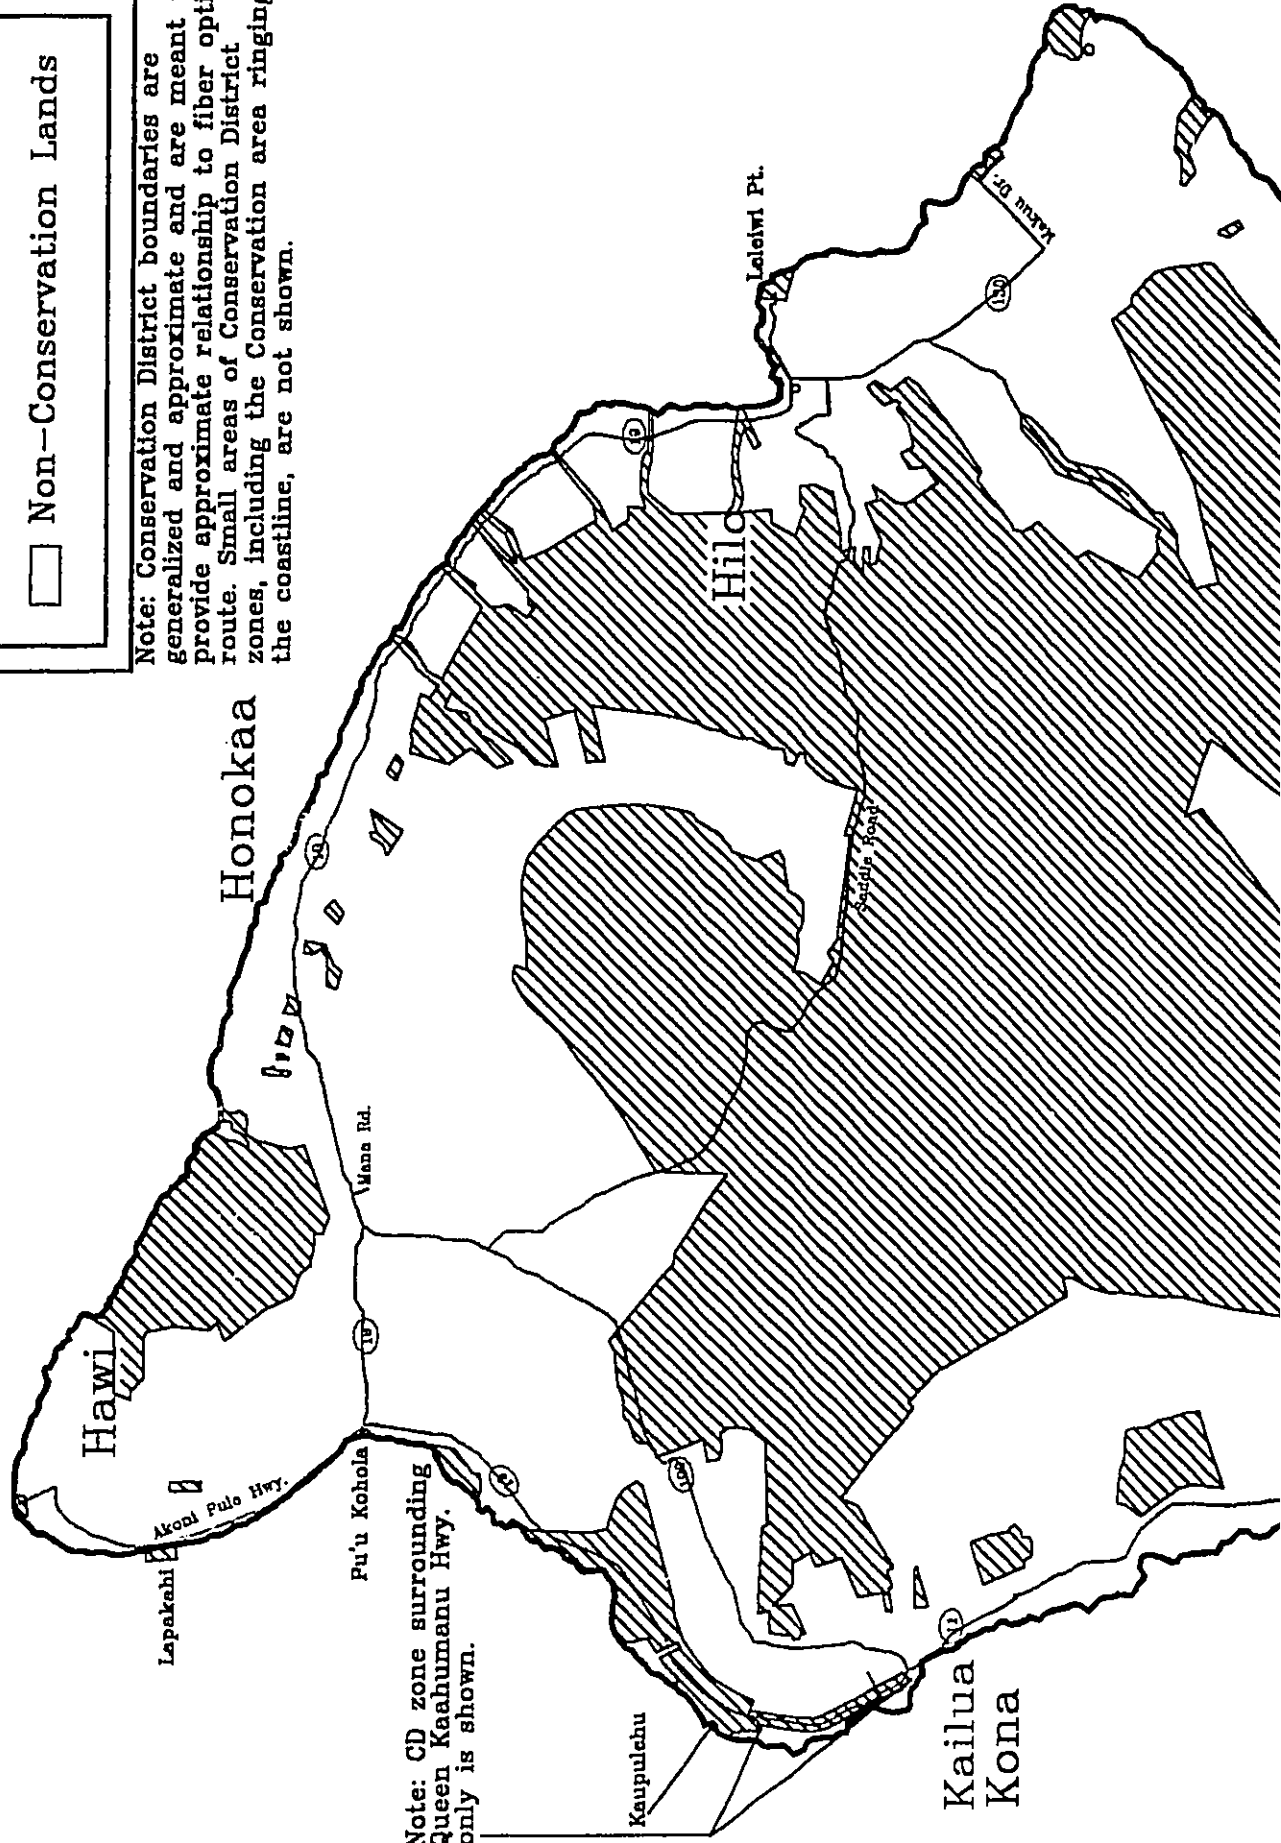 Non-Conservation Lands
Note: Conservation District boundaries are
generalized and approximate and are meant
provide approximate relationship to fiber opti
route. Small areas of Conservation District
zones, including the Conservation area ringing
the coastline, are not shown.
Hawi
Honokaa
Akoni Pule Hwy.
Lapakahi
Pu'u Kohola
19
Mana Rd.
Leleiwi Pt.
Makuu Dr.
130
19
Hilo
Saddle Road
Note: CD zone surrounding
Queen Kaahumanu Hwy.
only is shown.
Kaupulehu
11
Kailua
Kona